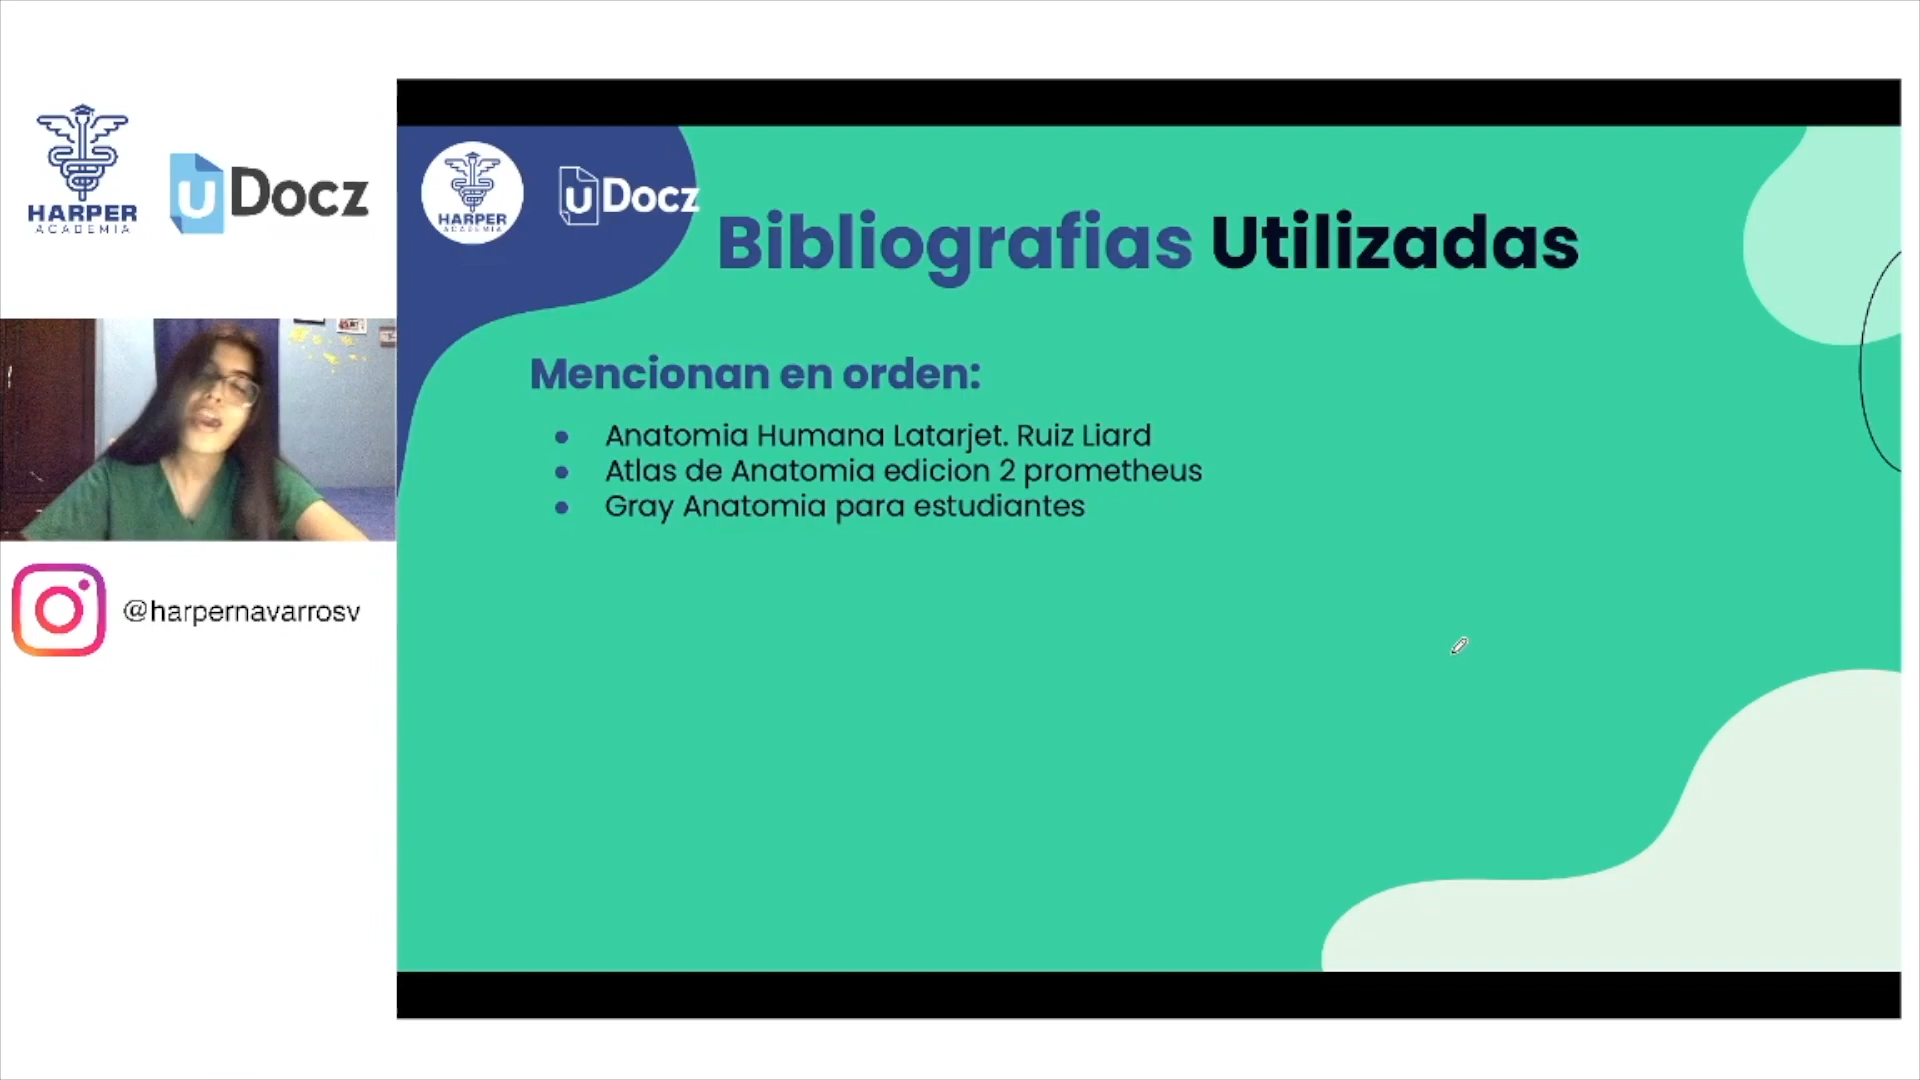 HARPER
ACADEMIA
uDocz
HARPER
ACADEMIA
uDocz
Bibliografias Utilizadas
Mencionan en orden:
Anatomia Humana Latarjet. Ruiz Liard
Atlas de Anatomia edicion 2 prometheus
Gray Anatomia para estudiantes
@harpernavarrosv